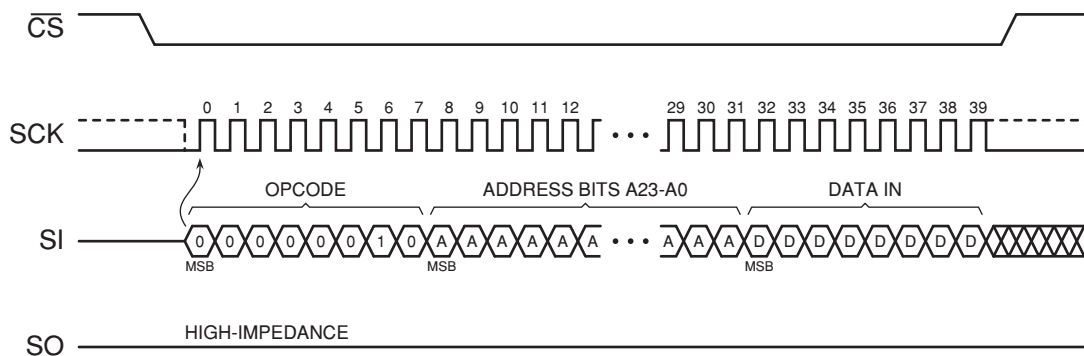 CS
0 1 2 3 4 5 6 7 8 9 10 11 12 29 30 31 32 33 34 35 36 37 38 39
SCK
OPCODE ADDRESS BITS A23-A0 DATA IN
SI 0 0 0 0 0 0 1 0 A A A A A A A A A D D D D D D D D
MSB MSB MSB
HIGH-IMPEDANCE
SO